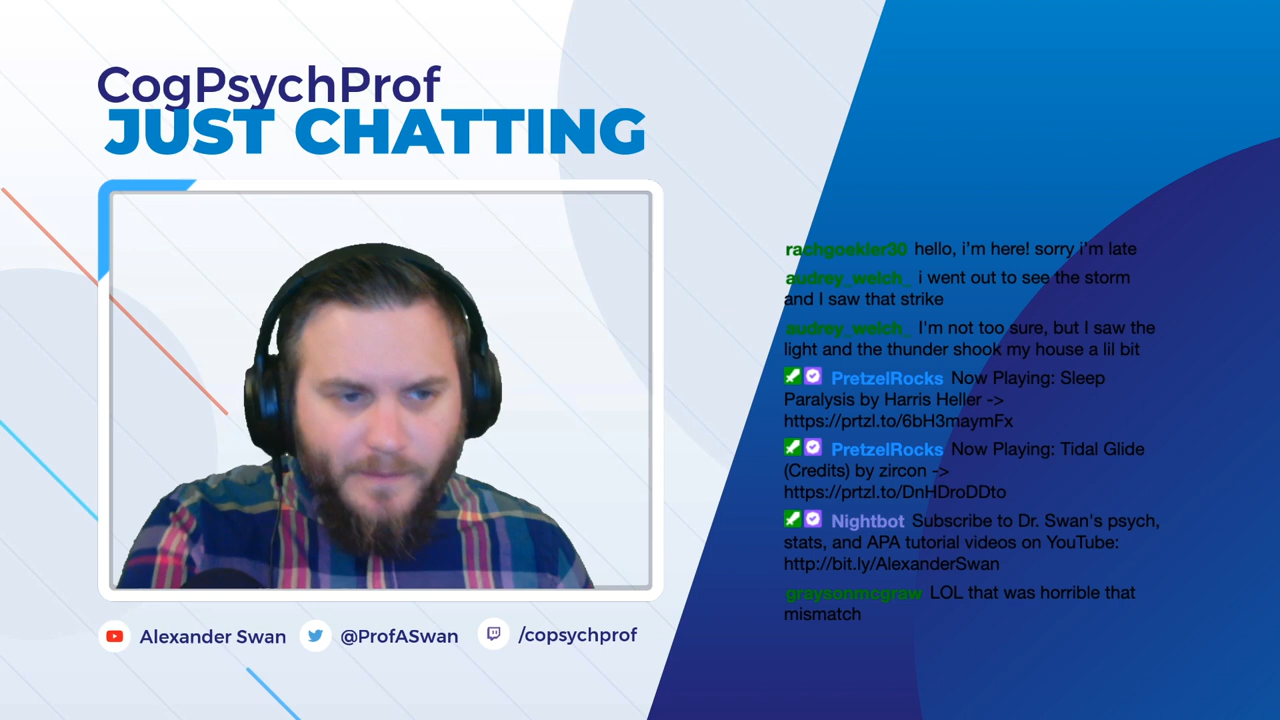 CogPsychProf
JUST CHATTING
Alexander Swan
@ProfASwan
/copsychprof
rachgoekler30 hello, i'm here! sorry i'm late
audrey_welch_ i went out to see the storm
and I saw that strike
audrey_welch_ I'm not too sure, but I saw the
light and the thunder shook my house a lil bit
PretzelRocks Now Playing: Sleep
Paralysis by Harris Heller ->
https://prtzl.to/6bH3maymFx
PretzelRocks Now Playing: Tidal Glide
(Credits) by zircon ->
https://prtzl.to/DnHDroDDto
Nightbot Subscribe to Dr. Swan's psych,
stats, and APA tutorial videos on YouTube:
http://bit.ly/AlexanderSwan
graysonmcgraw LOL that was horrible that
mismatch